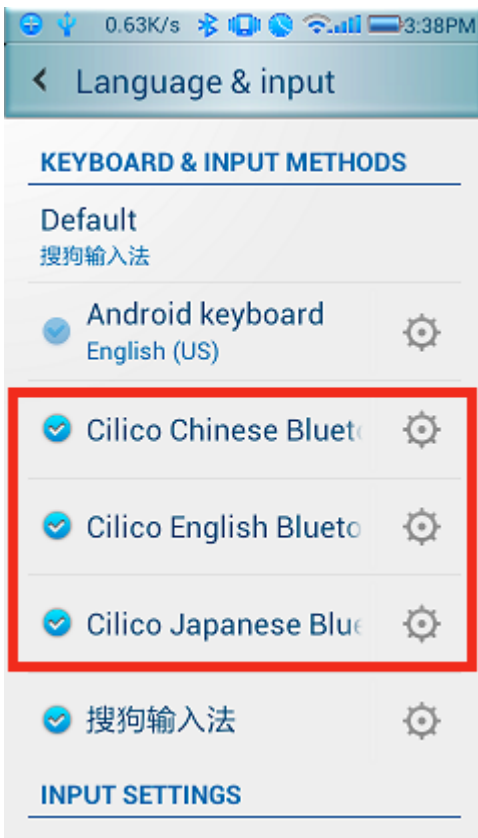 0.63K/s 3:38PM
Language & input
KEYBOARD & INPUT METHODS
Default
搜狗输入法
Android keyboard
English (US)
Cilico Chinese Bluet
Cilico English Blueto
Cilico Japanese Blue
搜狗输入法
INPUT SETTINGS